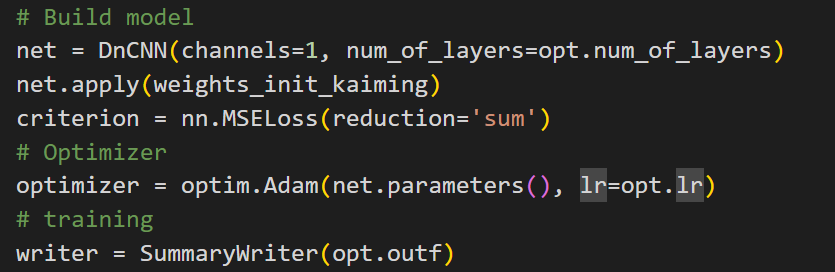 # Build model
net = DnCNN(channels=1, num_of_layers=opt.num_of_layers)
net.apply(weights_init_kaiming)
criterion = nn.MSELoss(reduction='sum')
# Optimizer
optimizer = optim.Adam(net.parameters(), lr=opt.lr)
# training
writer = SummaryWriter(opt.outf)